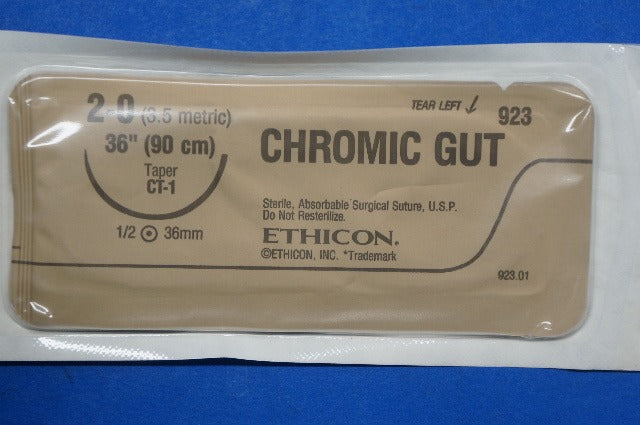 2-0 (3.5 metric)
36" (90 cm)
Taper
CT-1
1/2 36mm
TEAR LEFT
923
CHROMIC GUT
Sterile, Absorbable Surgical Suture, U.S.P.
Do Not Resterilize.
ETHICON.
©ETHICON, INC. *Trademark
923.01